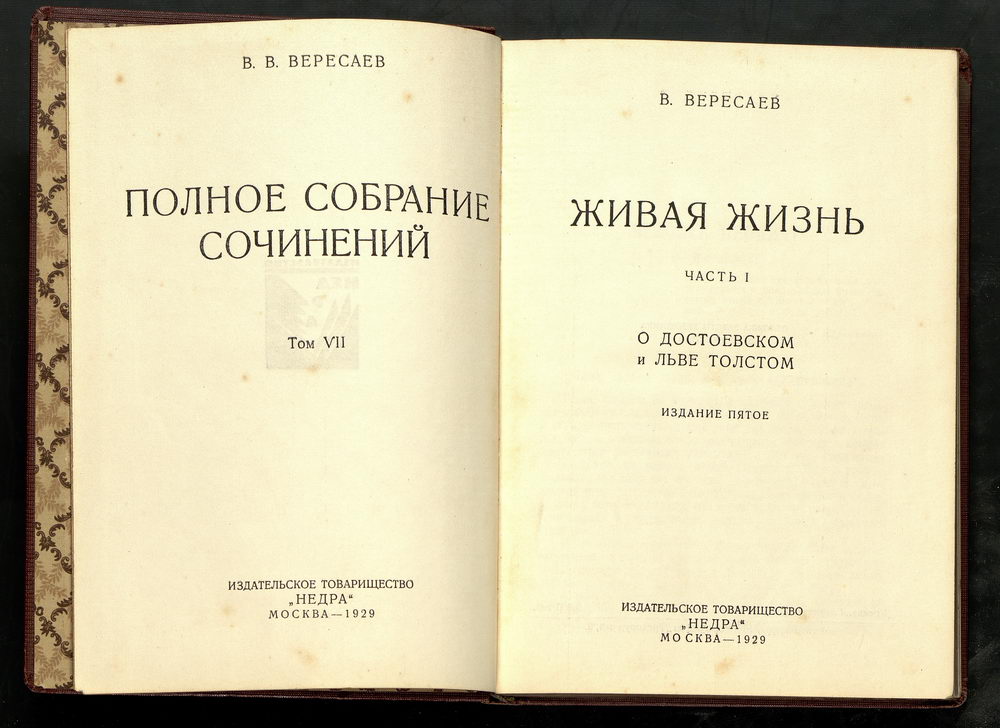 В. В. ВЕРЕСАЕВ
ПОЛНОЕ СОБРАНИЕ
СОЧИНЕНИЙ
Том VII
ИЗДАТЕЛЬСКОЕ ТОВАРИЩЕСТВО
„НЕДРА“
МОСКВА—1929
В. ВЕРЕСАЕВ
ЖИВАЯ ЖИЗНЬ
ЧАСТЬ I
О ДОСТОЕВСКОМ
и ЛЬВЕ ТОЛСТОМ
ИЗДАНИЕ ПЯТОЕ
ИЗДАТЕЛЬСКОЕ ТОВАРИЩЕСТВО
„НЕДРА“
МОСКВА—1929